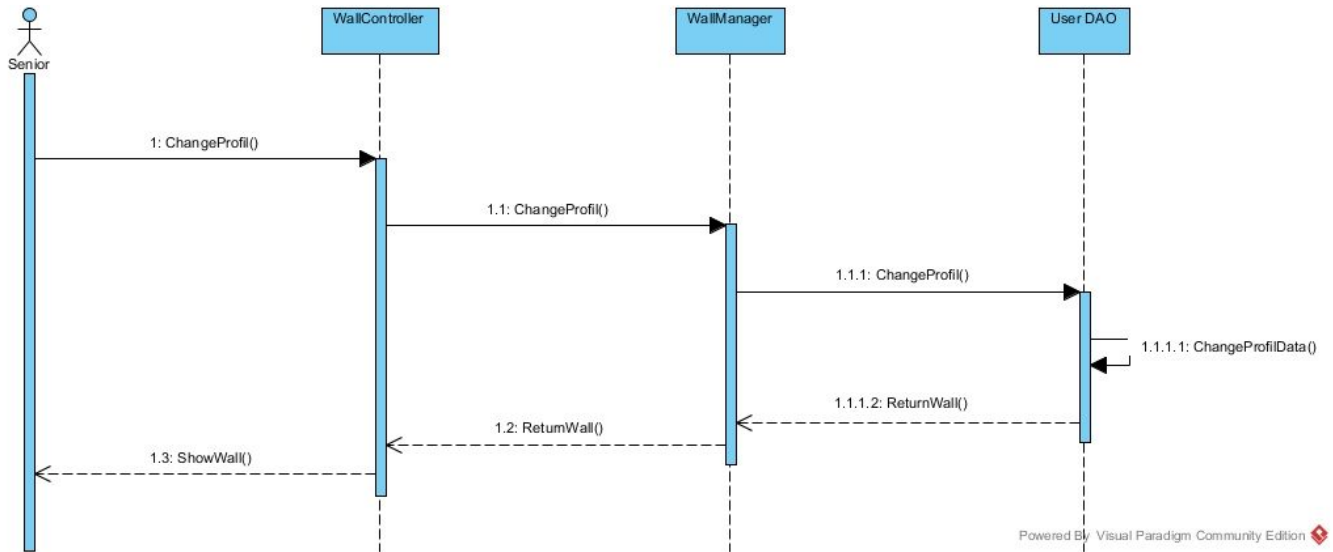 WallController
WallManager
User DAO
Senior
1: ChangeProfil()
1.1: ChangeProfil()
1.1.1: ChangeProfil()
1.1.1.1: ChangeProfilData()
1.1.1.2: ReturnWall()
1.2: ReturnWall()
1.3: ShowWall()
Powered By Visual Paradigm Community Edition